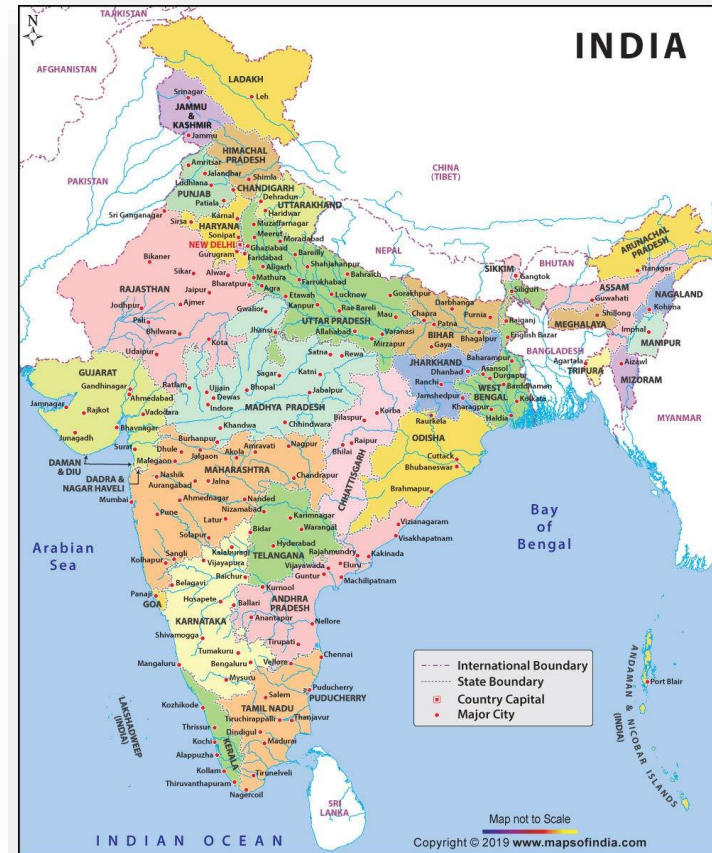 INDIA
N
TAJIKISTAN
AFGHANISTAN
PAKISTAN
CHINA
(TIBET)
NEPAL
BHUTAN
BANGLADESH
MYANMAR
SRI
LANKA
LADAKH
Leh
Srinagar
JAMMU
&
KASHMIR
Jammu
HIMACHAL
PRADESH
Shimla
Amritsar
Jalandhar
Ludhiana
PUNJAB
Patiala
CHANDIGARH
Dehradun
UTTARAKHAND
Haridwar
Sri Ganganagar
Sirsa
Karnal
HARYANA
Sonipat
NEW DELHI
Gurugram
Faridabad
Muzaffarnagar
Meerut
Moradabad
Ghaziabad
Bareilly
Aligarh
Shahjahanpur
Mathura
Bahraich
Agra
Farrukhabad
Etawah
Lucknow
Gorakhpur
Kanpur
Rae Bareli
UTTAR PRADESH
Mau
Allahabad
Varanasi
Mirzapur
Jhansi
Bikaner
Sikar
Alwar
RAJASTHAN
Jaipur
Bharatpur
Jodhpur
Ajmer
Pali
Bhilwara
Kota
Udaipur
Gwalior
Darbhanga
Chapra
Purnia
Patna
BIHAR
Bhagalpur
Gaya
SIKKIM
Gangtok
Siliguri
Raiganj
English Bazar
ARUNACHAL
PRADESH
Itanagar
ASSAM
Guwahati
NAGALAND
Kohima
Shillong
MEGHALAYA
Imphal
MANIPUR
Agartala
TRIPURA
Aizawl
MIZORAM
JHARKHAND
Dhanbad
Ranchi
Jamshedpur
Baharampur
Asansol
Durgapur
WEST
BENGAL
Barddhaman
Kolkata
Kharagpur
Haldia
GUJARAT
Gandhinagar
Ahmedabad
Jamnagar
Rajkot
Vadodara
Junagadh
Bhavnagar
Surat
DAMAN
& DIU
DADRA &
NAGAR HAVELI
Satna
Rewa
Sagar
Katni
Ratlam
Ujjain
Bhopal
Dewas
Jabalpur
Indore
MADHYA PRADESH
Khandwa
Chhindwara
Burhanpur
Bilaspur
Korba
Raipur
Bhilai
CHHATTISGARH
Raurkela
ODISHA
Cuttack
Bhubaneswar
Brahmapur
Dhule
Jalgaon
Akola
Amravati
Nagpur
Malegaon
MAHARASHTRA
Nashik
Jalna
Aurangabad
Chandrapur
Mumbai
Ahmednagar
Nanded
Pune
Latur
Nizamabad
Solapur
Sangli
Kolhapur
Karimnagar
Bidar
Warangal
Hyderabad
TELANGANA
Vizianagaram
Visakhapatnam
Rajahmundry
Kakinada
Vijayawada
Eluru
Guntur
Machilipatnam
Kurnool
ANDHRA
PRADESH
Anantapur
Nellore
Tirupati
Kalaburagi
Vijayapura
Raichur
Belagavi
Panaji
GOA
Hosapete
Ballari
KARNATAKA
Shivamogga
Tumakuru
Mangaluru
Bengaluru
Mysuru
Vellore
Chennai
Puducherry
PUDUCHERRY
Salem
TAMIL NADU
Tiruchirappalli
Thanjavur
Dindigul
Madurai
Tirunelveli
Nagercoil
Kozhikode
Thrissur
Kochi
KERALA
Alappuzha
Kollam
Thiruvanthapuram
Arabian
Sea
Bay
of
Bengal
LAKSHADWEEP
(INDIA)
ANDAMAN & NICOBAR ISLANDS
(INDIA)
Port Blair
INDIAN OCEAN
International Boundary
State Boundary
Country Capital
Major City
Map not to Scale
Copyright © 2019 www.mapsofindia.com